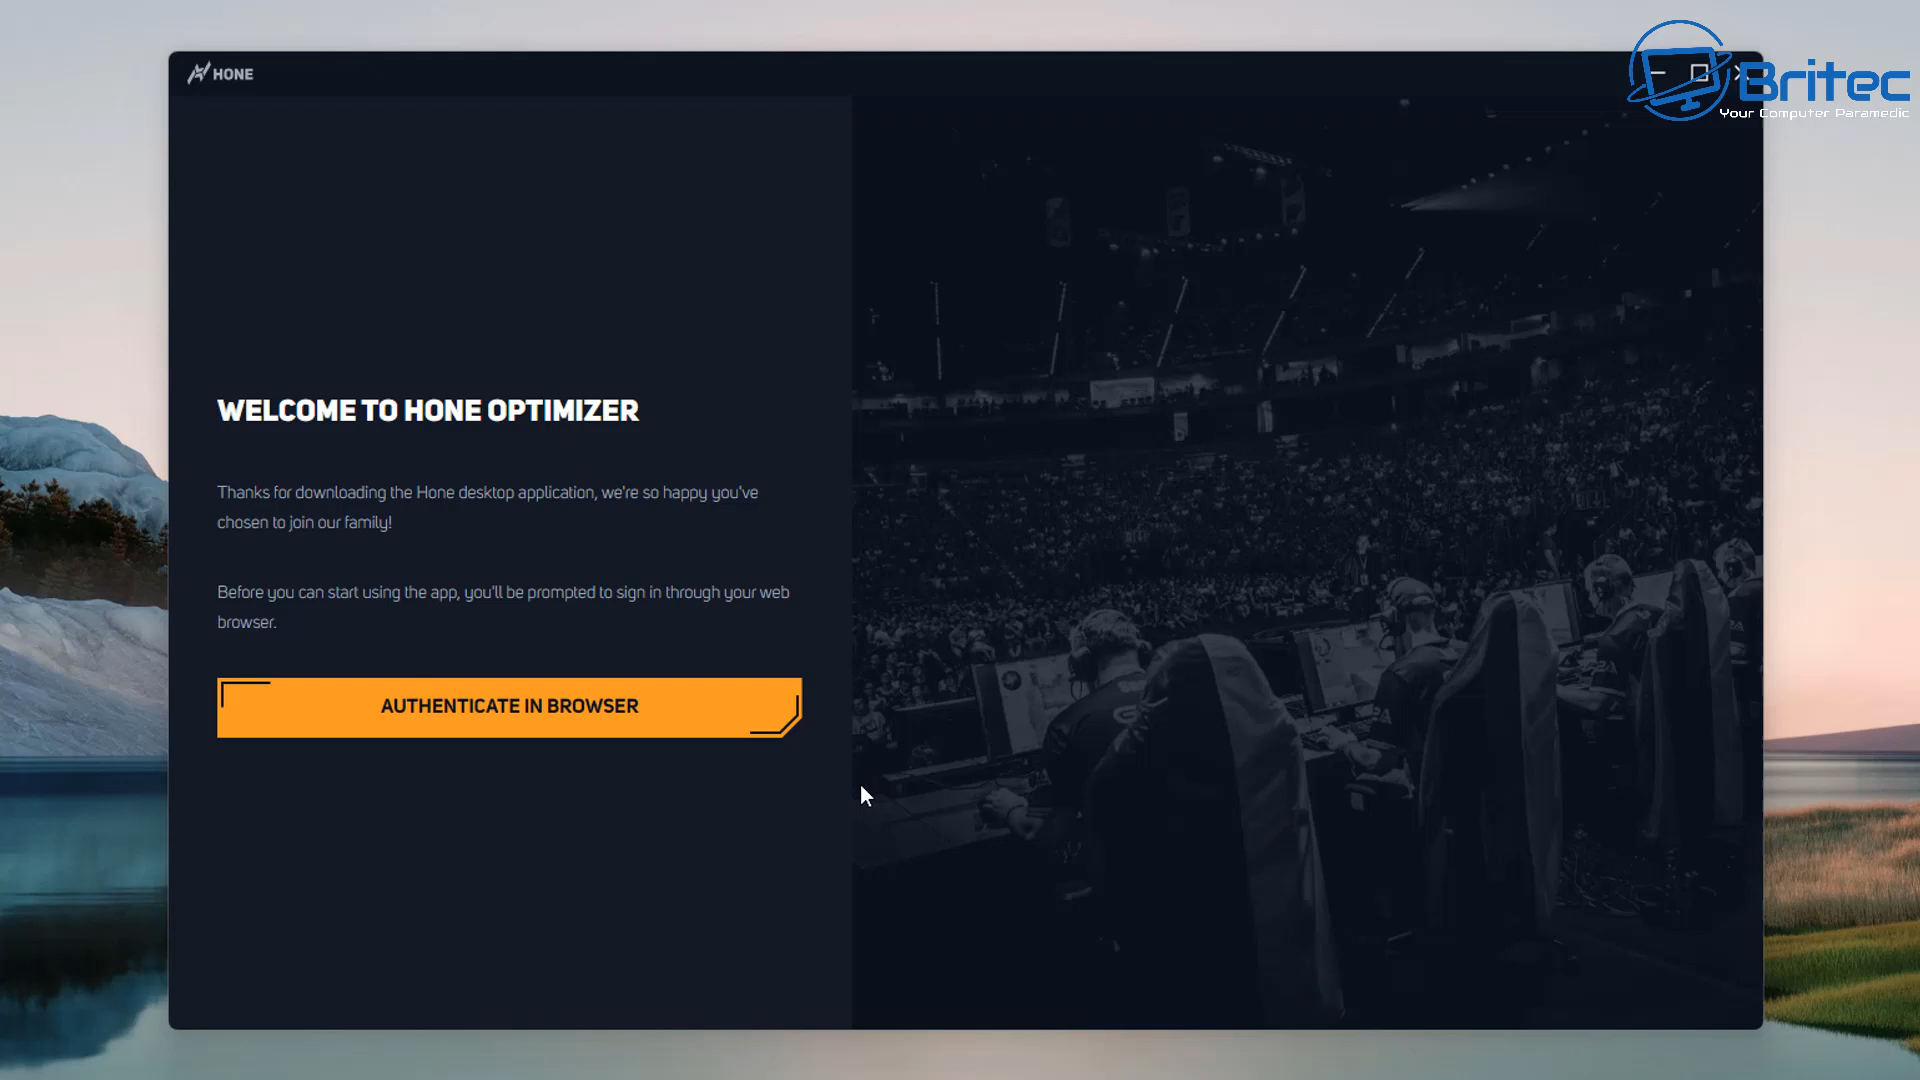 HONE
Britec
Your Computer Paramedic
WELCOME TO HONE OPTIMIZER
Thanks for downloading the Hone desktop application, we're so happy you've
chosen to join our family!
Before you can start using the app, you'll be prompted to sign in through your web
browser.
AUTHENTICATE IN BROWSER